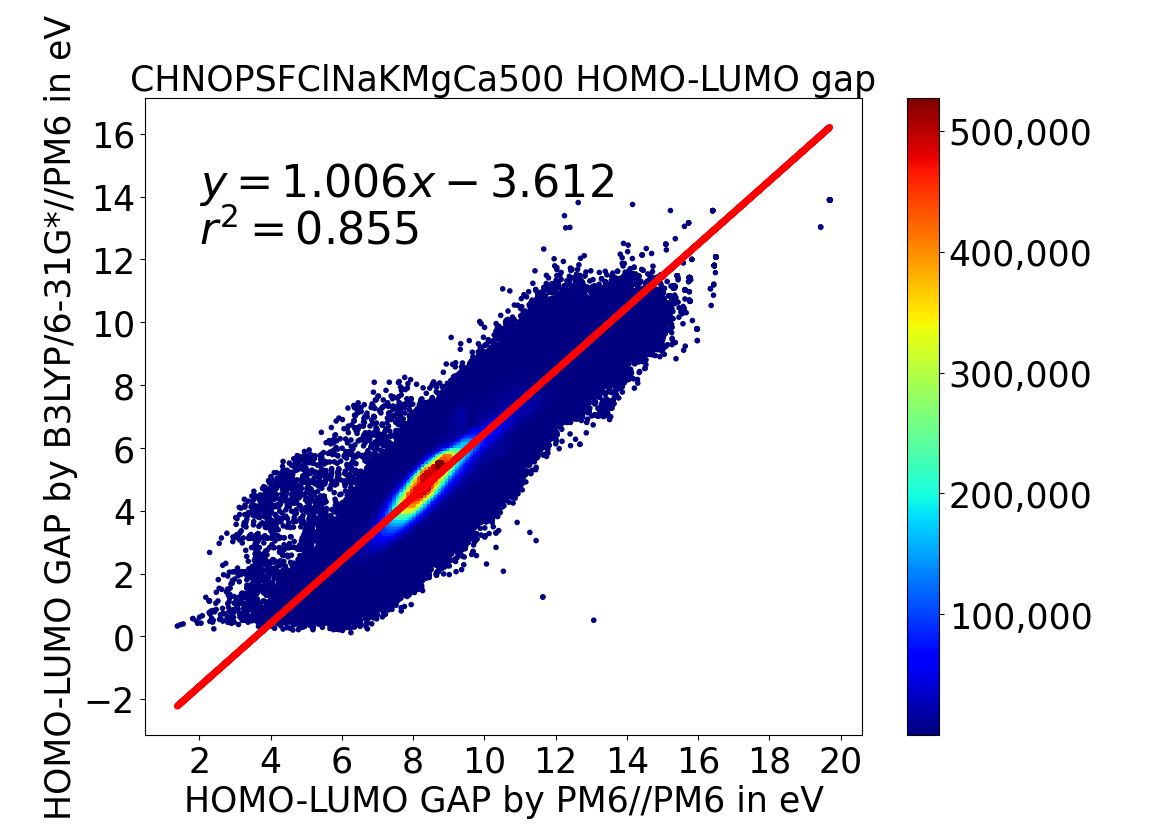 CHNOPSFClNaKMgCa500 HOMO-LUMO gap
HOMO-LUMO GAP by B3LYP/6-31G*//PM6 in eV
16
14
12
10
8
6
4
2
0
−2
y = 1.006x − 3.612
r² = 0.855
2 4 6 8 10 12 14 16 18 20
HOMO-LUMO GAP by PM6//PM6 in eV
500,000
400,000
300,000
200,000
100,000